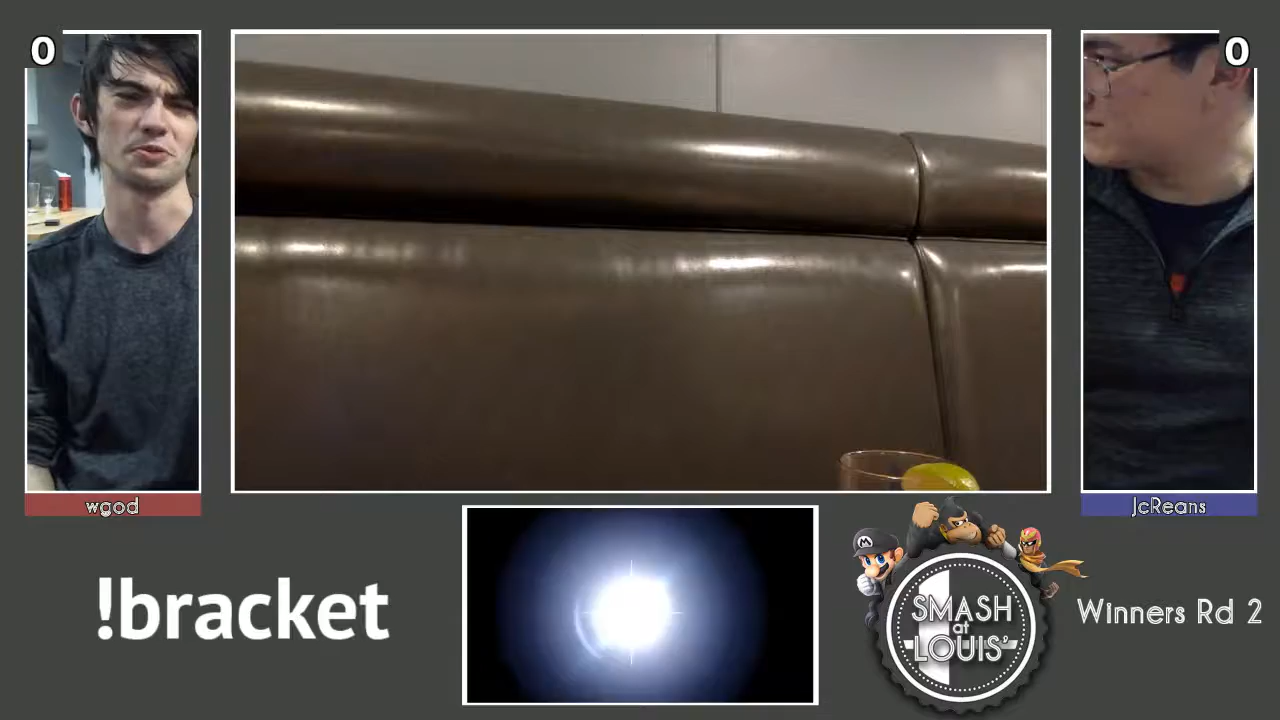 0
0
wgod
JcReans
!bracket
SMASH
at
LOUIS'
Winners Rd 2
M